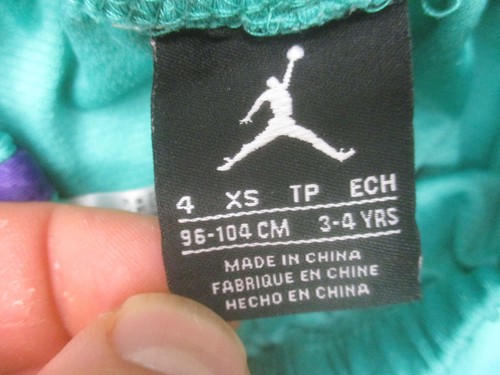 4 XS TP ECH
96-104 CM 3-4 YRS
MADE IN CHINA
FABRIQUE EN CHINE
HECHO EN CHINA